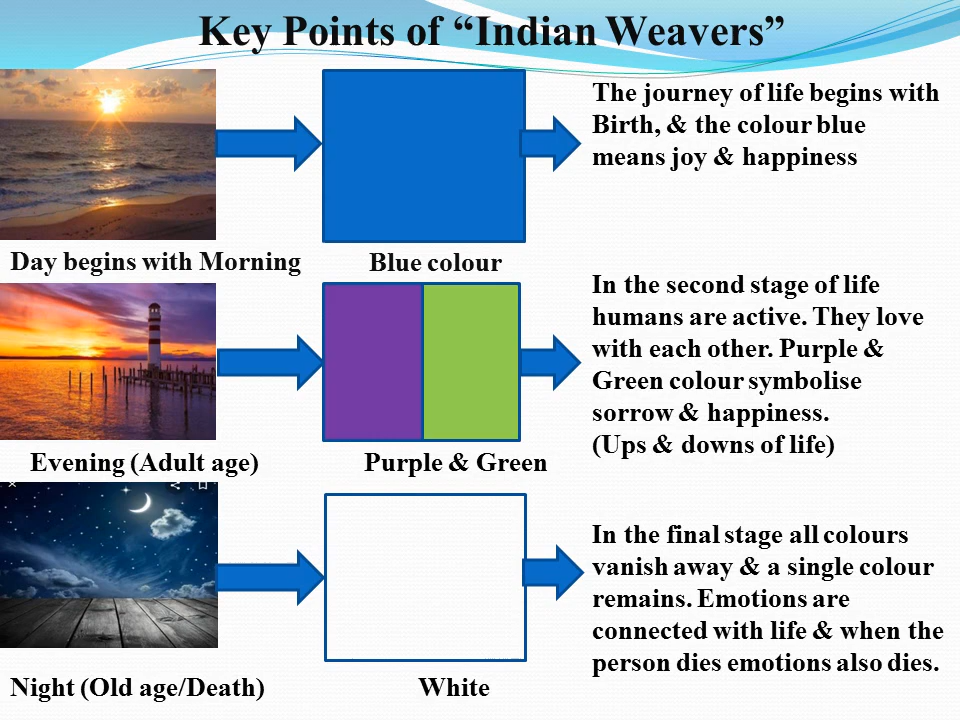 Key Points of “Indian Weavers”
The journey of life begins with
Birth, & the colour blue
means joy & happiness
Day begins with Morning
Blue colour
In the second stage of life
humans are active. They love
with each other. Purple &
Green colour symbolise
sorrow & happiness.
(Ups & downs of life)
Evening (Adult age)
Purple & Green
In the final stage all colours
vanish away & a single colour
remains. Emotions are
connected with life & when the
person dies emotions also dies.
Night (Old age/Death)
White